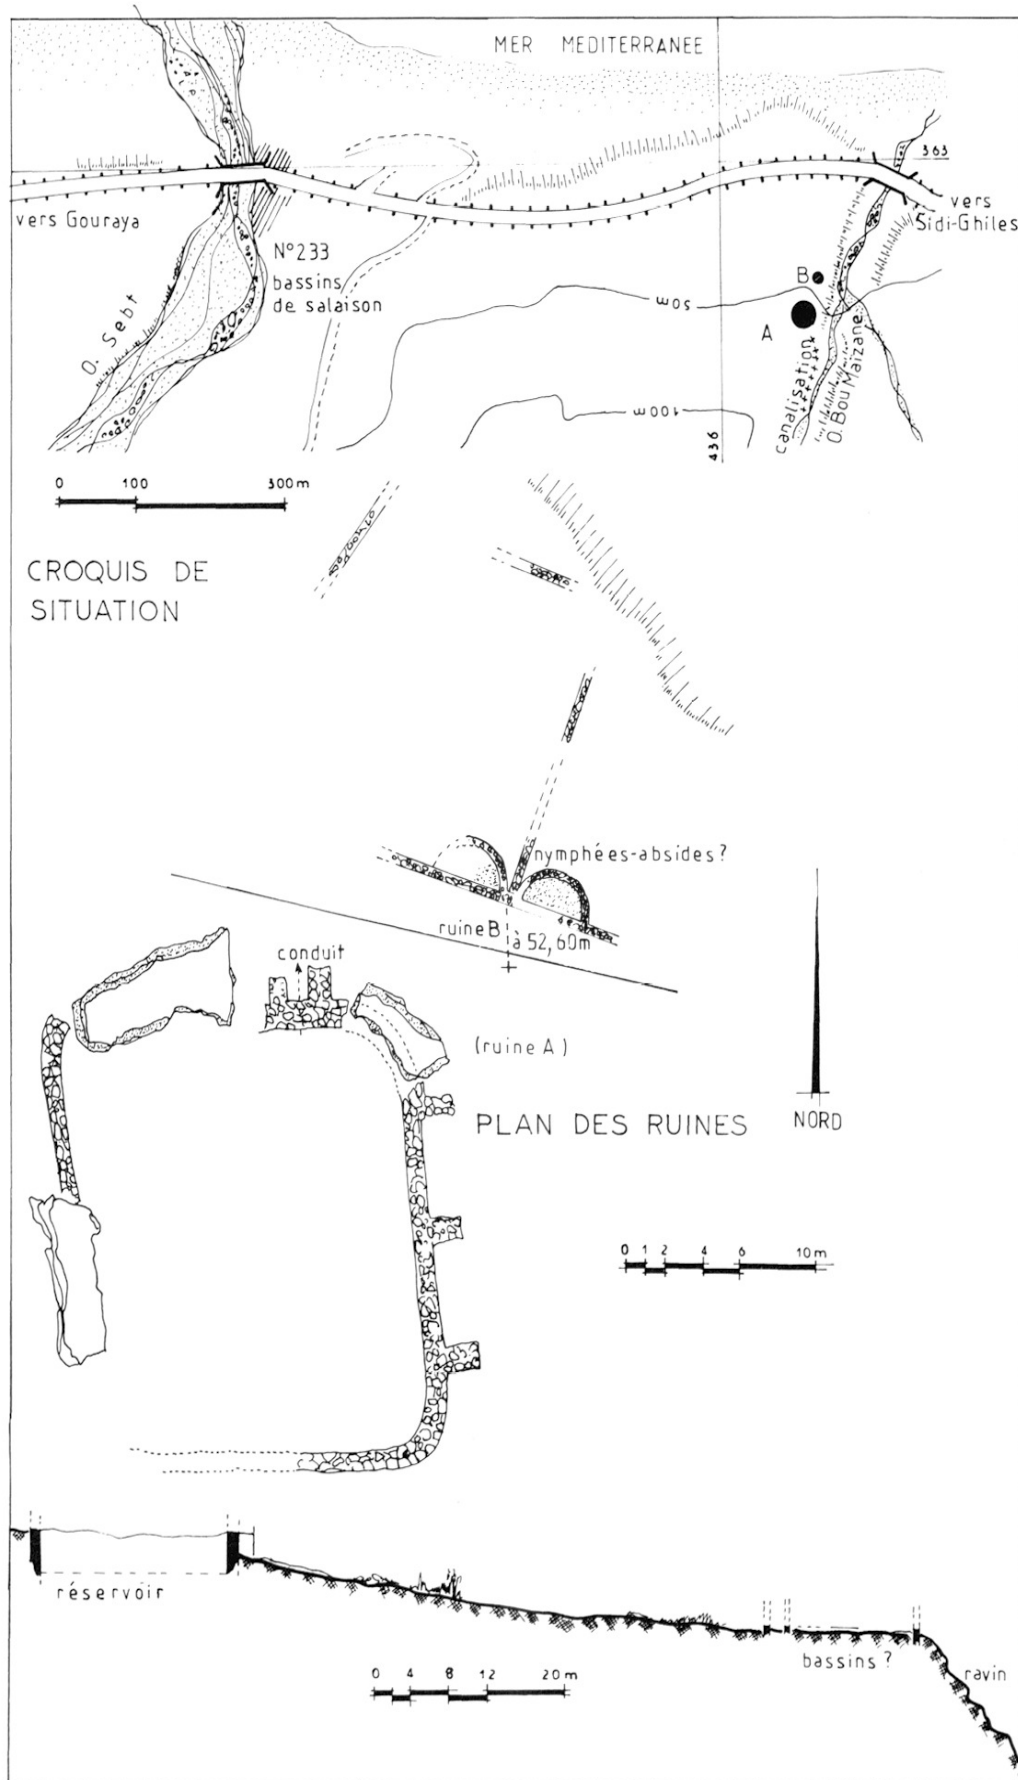 MER MEDITERRANEE
363
vers Gouraya
vers
Sidi-Ghiles
N°233
bassins
de salaison
O. Sebt
B
A
50m
100m
canalisation
O. Bou Maïzane
436
0 100 300m
CROQUIS DE
SITUATION
nymphées-absides?
ruine B
à 52,60m
conduit
(ruine A)
PLAN DES RUINES
NORD
0 1 2 4 6 10m
réservoir
bassins ?
ravin
0 4 8 12 20m